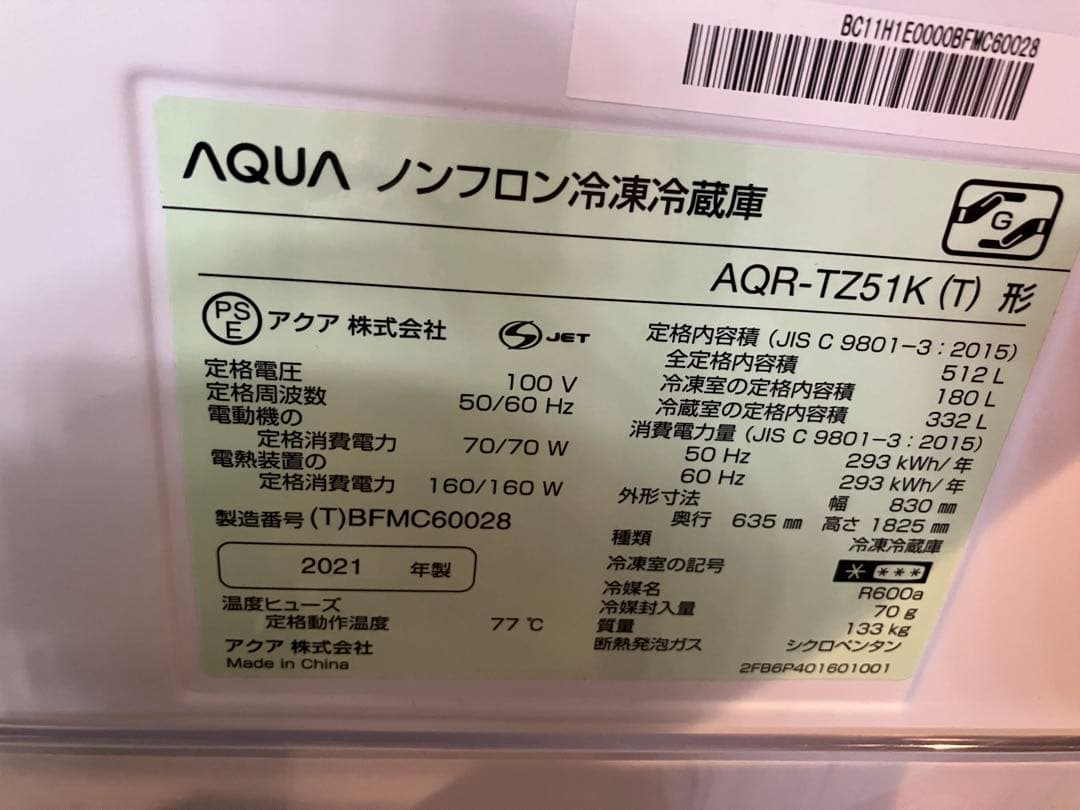 BC11H1E0000BFMC60028
AQUA ノンフロン冷凍冷蔵庫
G
AQR-TZ51K (T) 形
PS
E
アクア 株式会社
S JET
定格電圧 100 V
定格周波数 50/60 Hz
電動機の
定格消費電力 70/70 W
電熱装置の
定格消費電力 160/160 W
製造番号 (T)BFMC60028
2021 年製
温度ヒューズ
定格動作温度 77 ℃
アクア 株式会社
Made in China
定格内容積 (JIS C 9801-3 : 2015)
全定格内容積 512 L
冷凍室の定格内容積 180 L
冷蔵室の定格内容積 332 L
消費電力量 (JIS C 9801-3 : 2015)
50 Hz 293 kWh/年
60 Hz 293 kWh/年
外形寸法 幅 830 ㎜
奥行 635 ㎜ 高さ 1825 ㎜
種類 冷凍冷蔵庫
冷凍室の記号 * ***
冷媒名 R600a
冷媒封入量 70 g
質量 133 kg
断熱発泡ガス シクロペンタン
2FB6P401601001